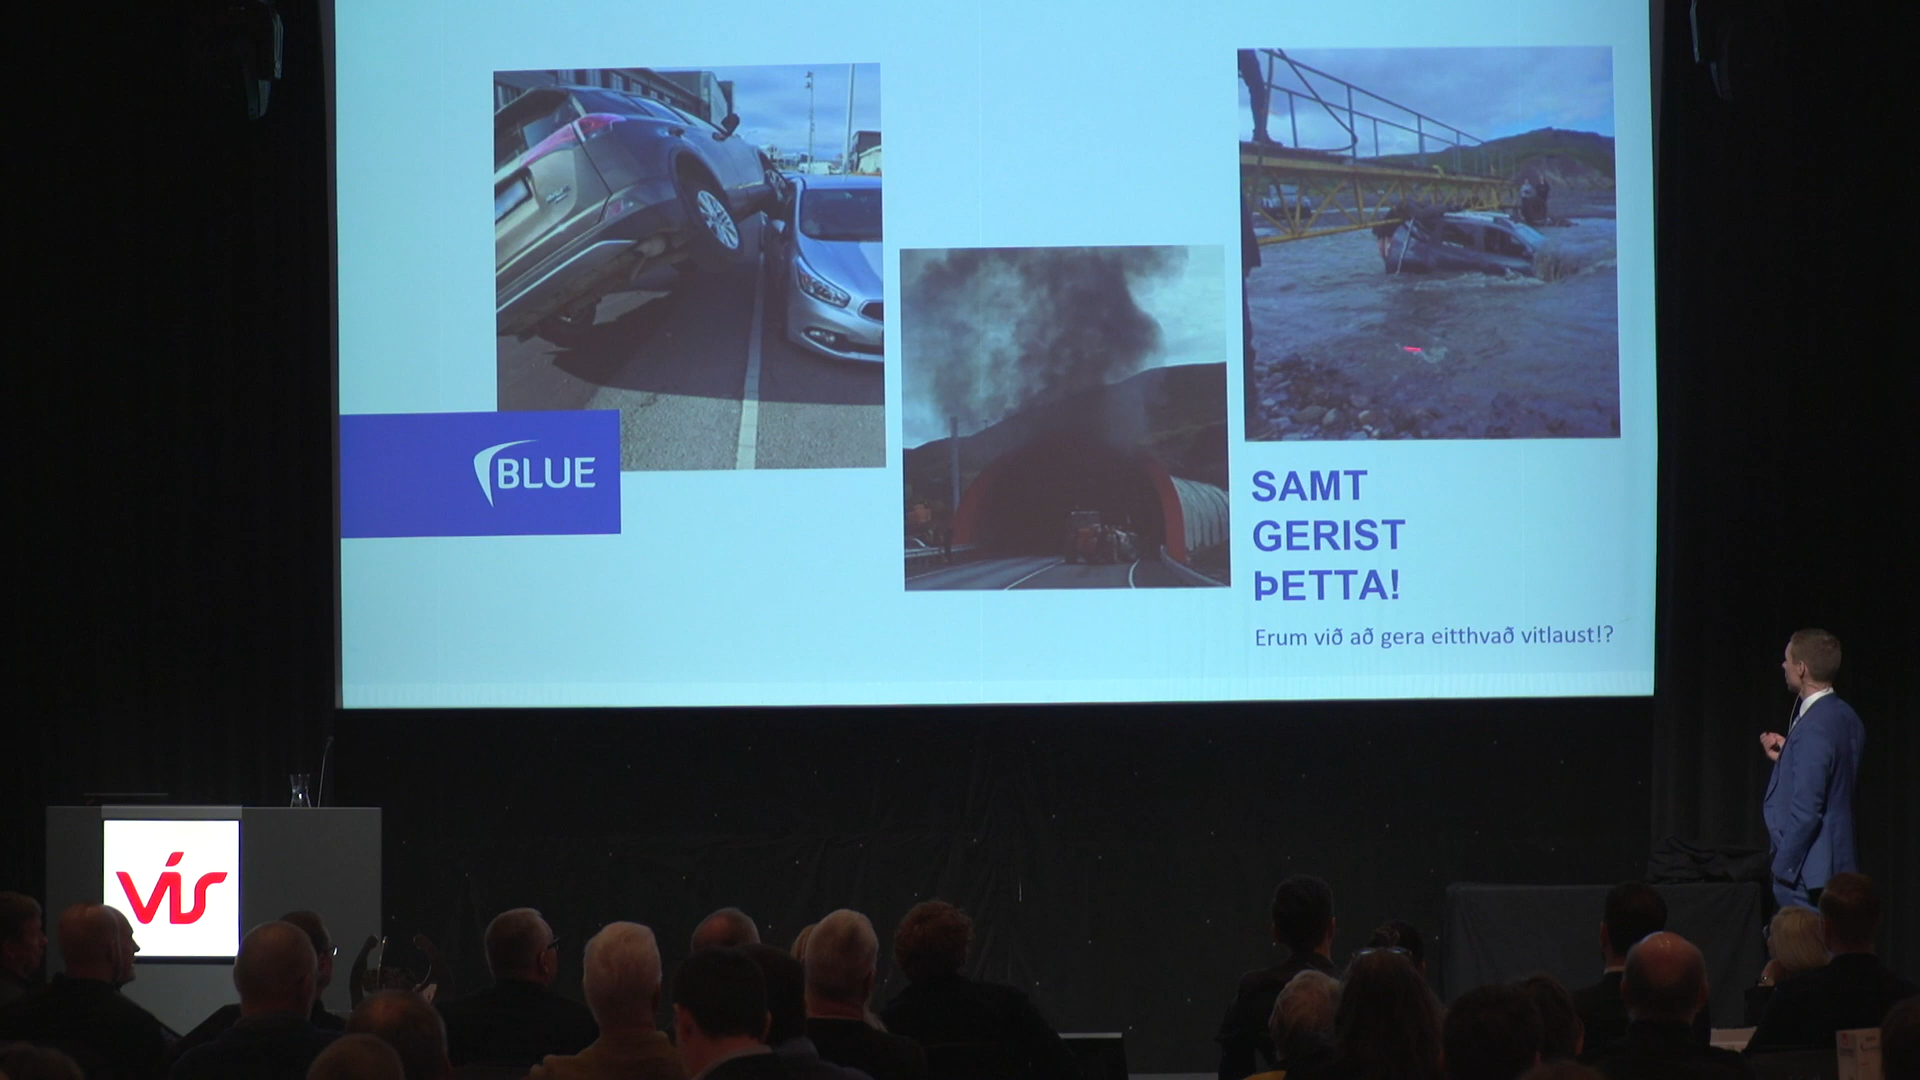 BLUE
SAMT
GERIST
ÞETTA!
Erum við að gera eitthvað vitlaust!?
vís